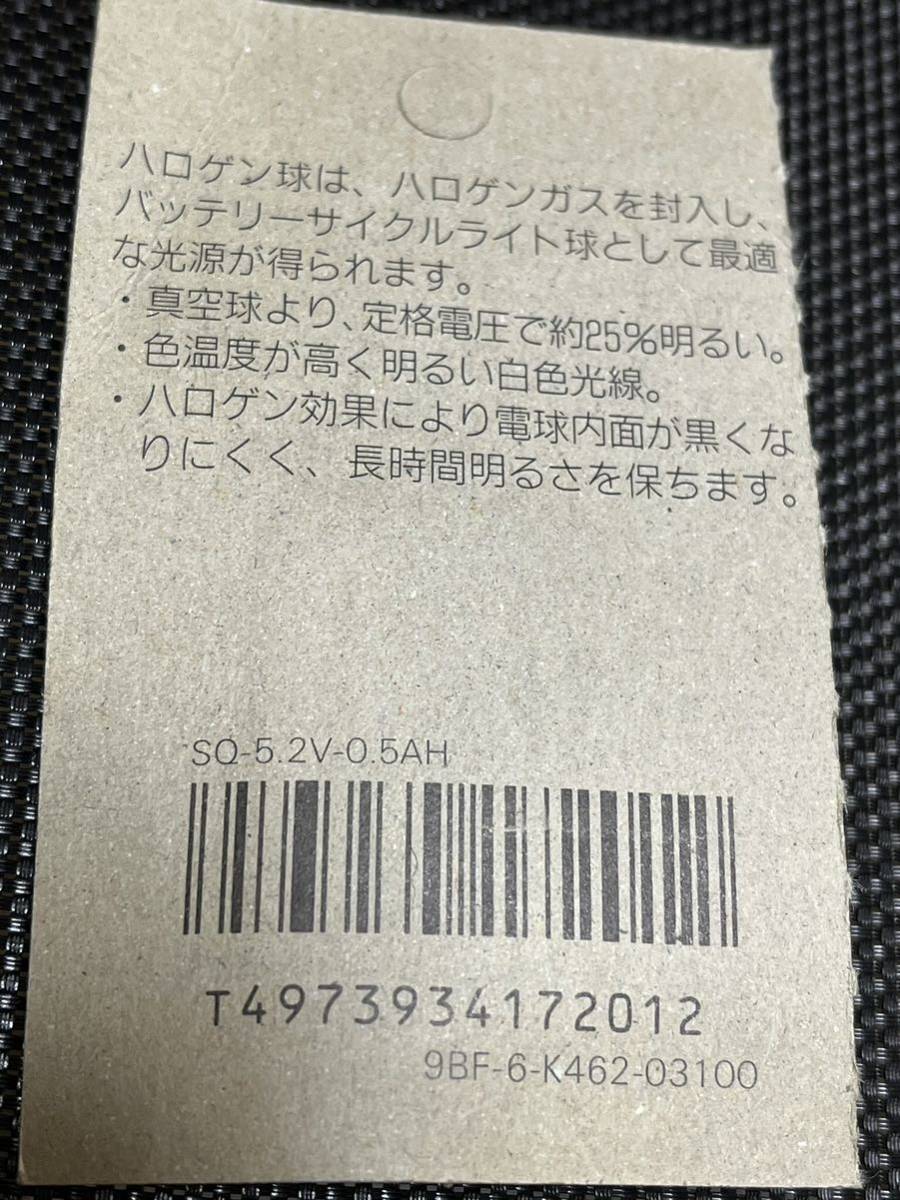 ハロゲン球は、ハロゲンガスを封入し、
バッテリーサイクルライト球として最適
な光源が得られます。
・真空球より、定格電圧で約25%明るい。
・色温度が高く明るい白色光線。
・ハロゲン効果により電球内面が黒くな
りにくく、長時間明るさを保ちます。
SQ-5.2V-0.5AH
T4973934172012
9BF-6-K462-03100